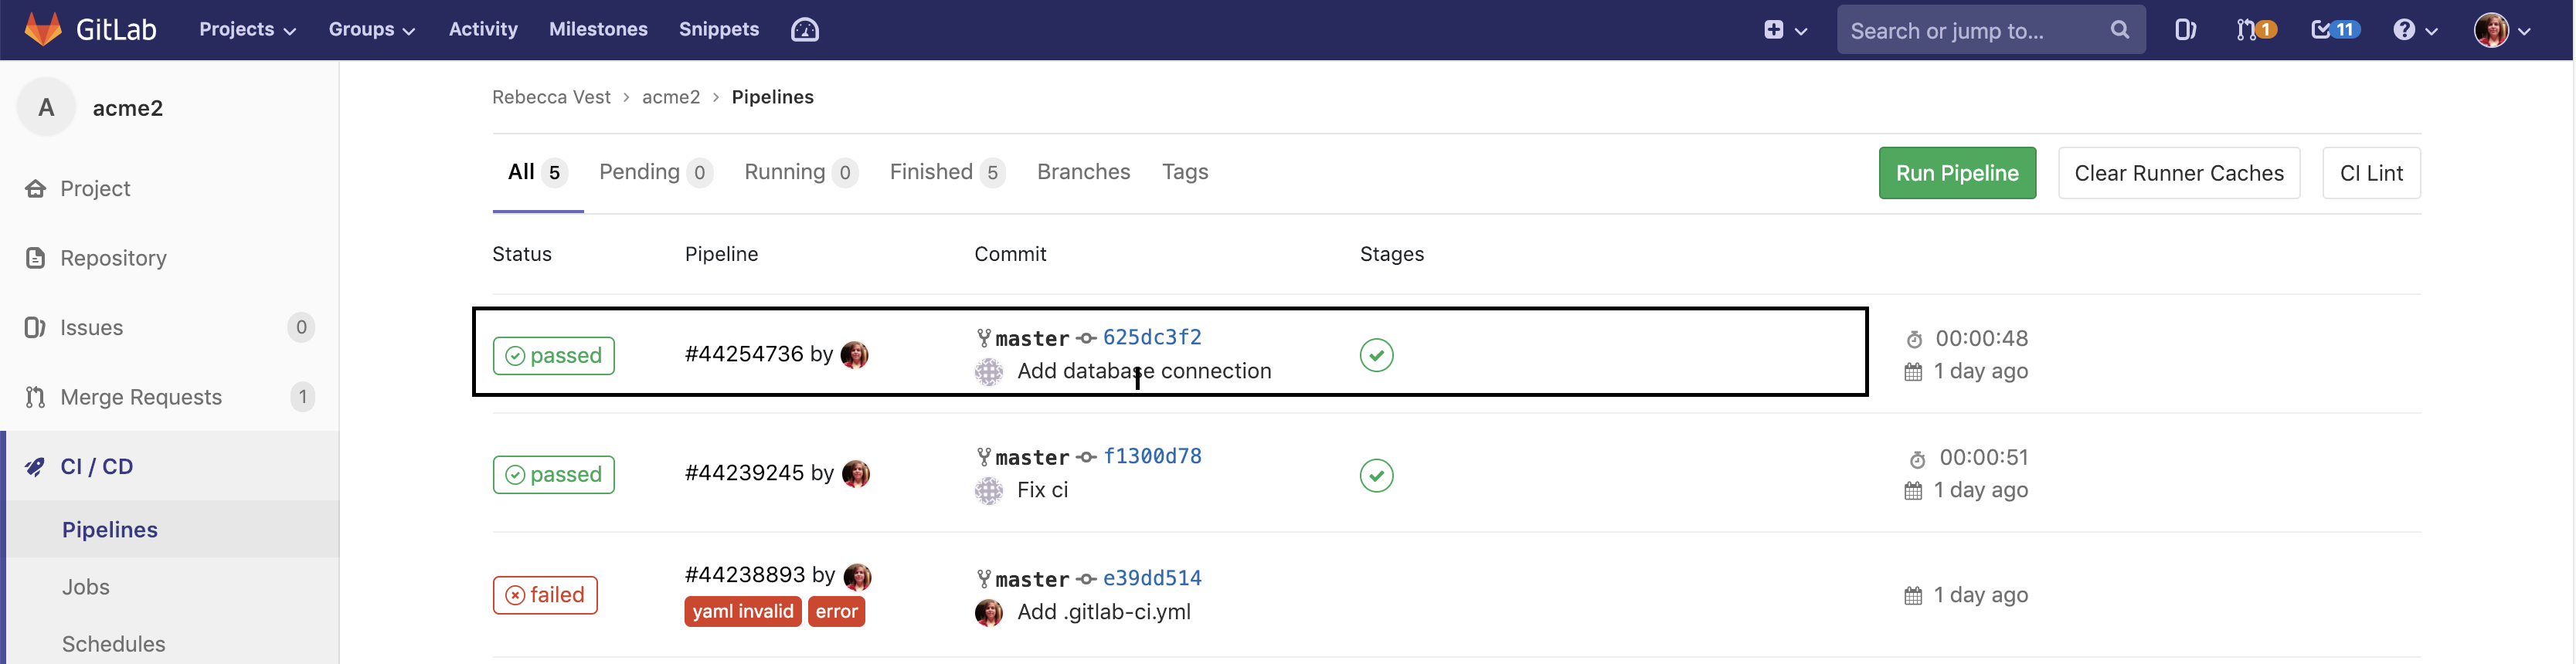 GitLab Projects Groups Activity Milestones Snippets Search or jump to... 1 11
A acme2
Project
Repository
Issues 0
Merge Requests 1
CI / CD
Pipelines
Jobs
Schedules
Rebecca Vest > acme2 > Pipelines
All 5 Pending 0 Running 0 Finished 5 Branches Tags Run Pipeline Clear Runner Caches CI Lint
Status Pipeline Commit Stages
passed #44254736 by master 625dc3f2 00:00:48
Add database connection 1 day ago
passed #44239245 by master f1300d78 00:00:51
Fix ci 1 day ago
failed #44238893 by master e39dd514 1 day ago
yaml invalid error Add .gitlab-ci.yml